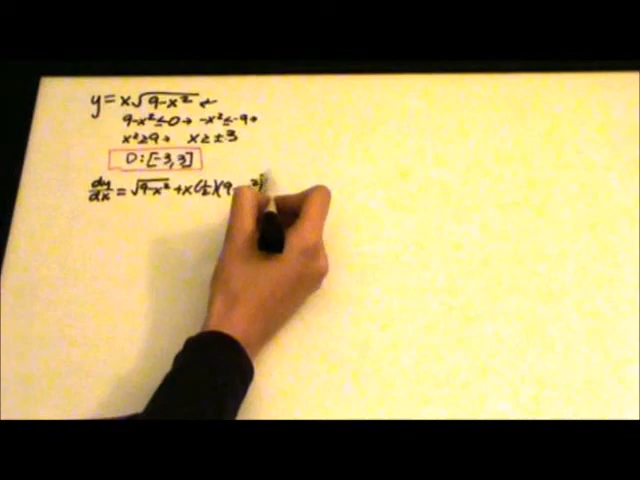 y = x√(9-x²)
9-x² ≤ 0 → -x² ≤ -9 →
x² ≥ 9 → x ≥ ±3
D: [-3, 3]
dy/dx = √(9-x²) + x(1/2)(9 - ²)